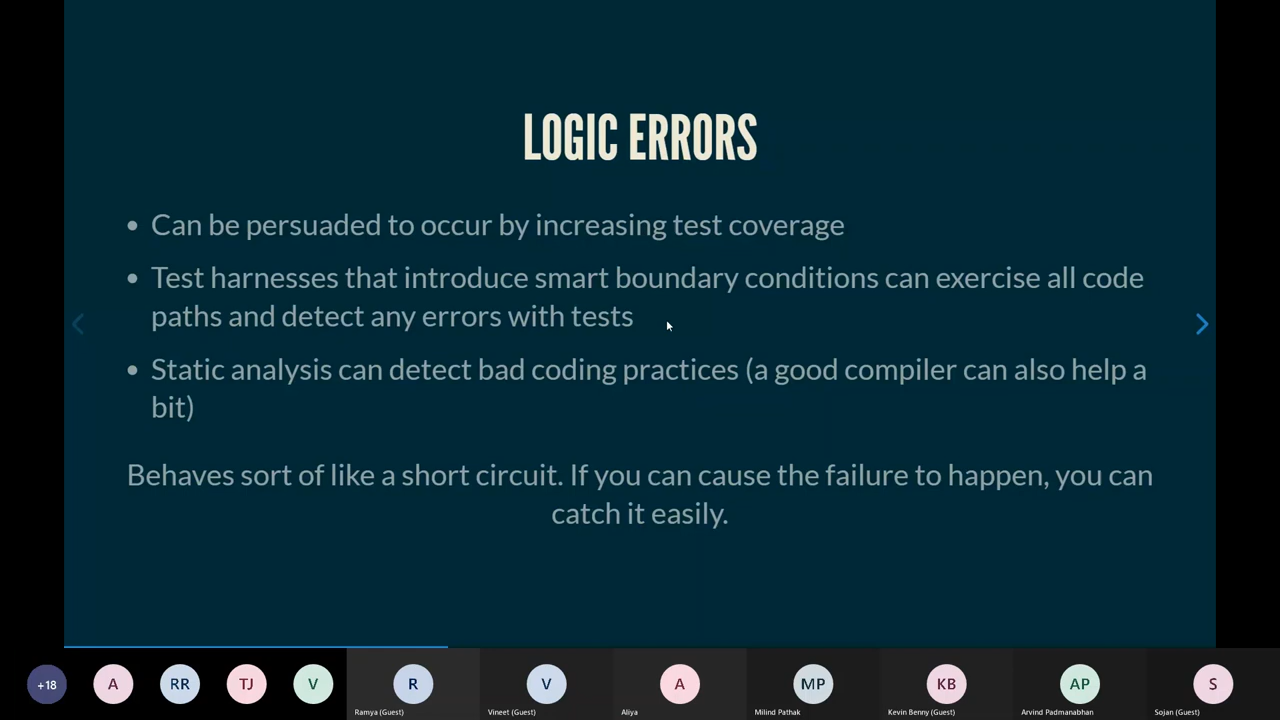 LOGIC ERRORS
• Can be persuaded to occur by increasing test coverage
• Test harnesses that introduce smart boundary conditions can exercise all code
paths and detect any errors with tests
• Static analysis can detect bad coding practices (a good compiler can also help a
bit)
Behaves sort of like a short circuit. If you can cause the failure to happen, you can
catch it easily.
+18 A RR TJ V R V A MP KB AP S
Ramya (Guest) Vineet (Guest) Aliya Milind Pathak Kevin Benny (Guest) Arvind Padmanabhan Sojan (Guest)